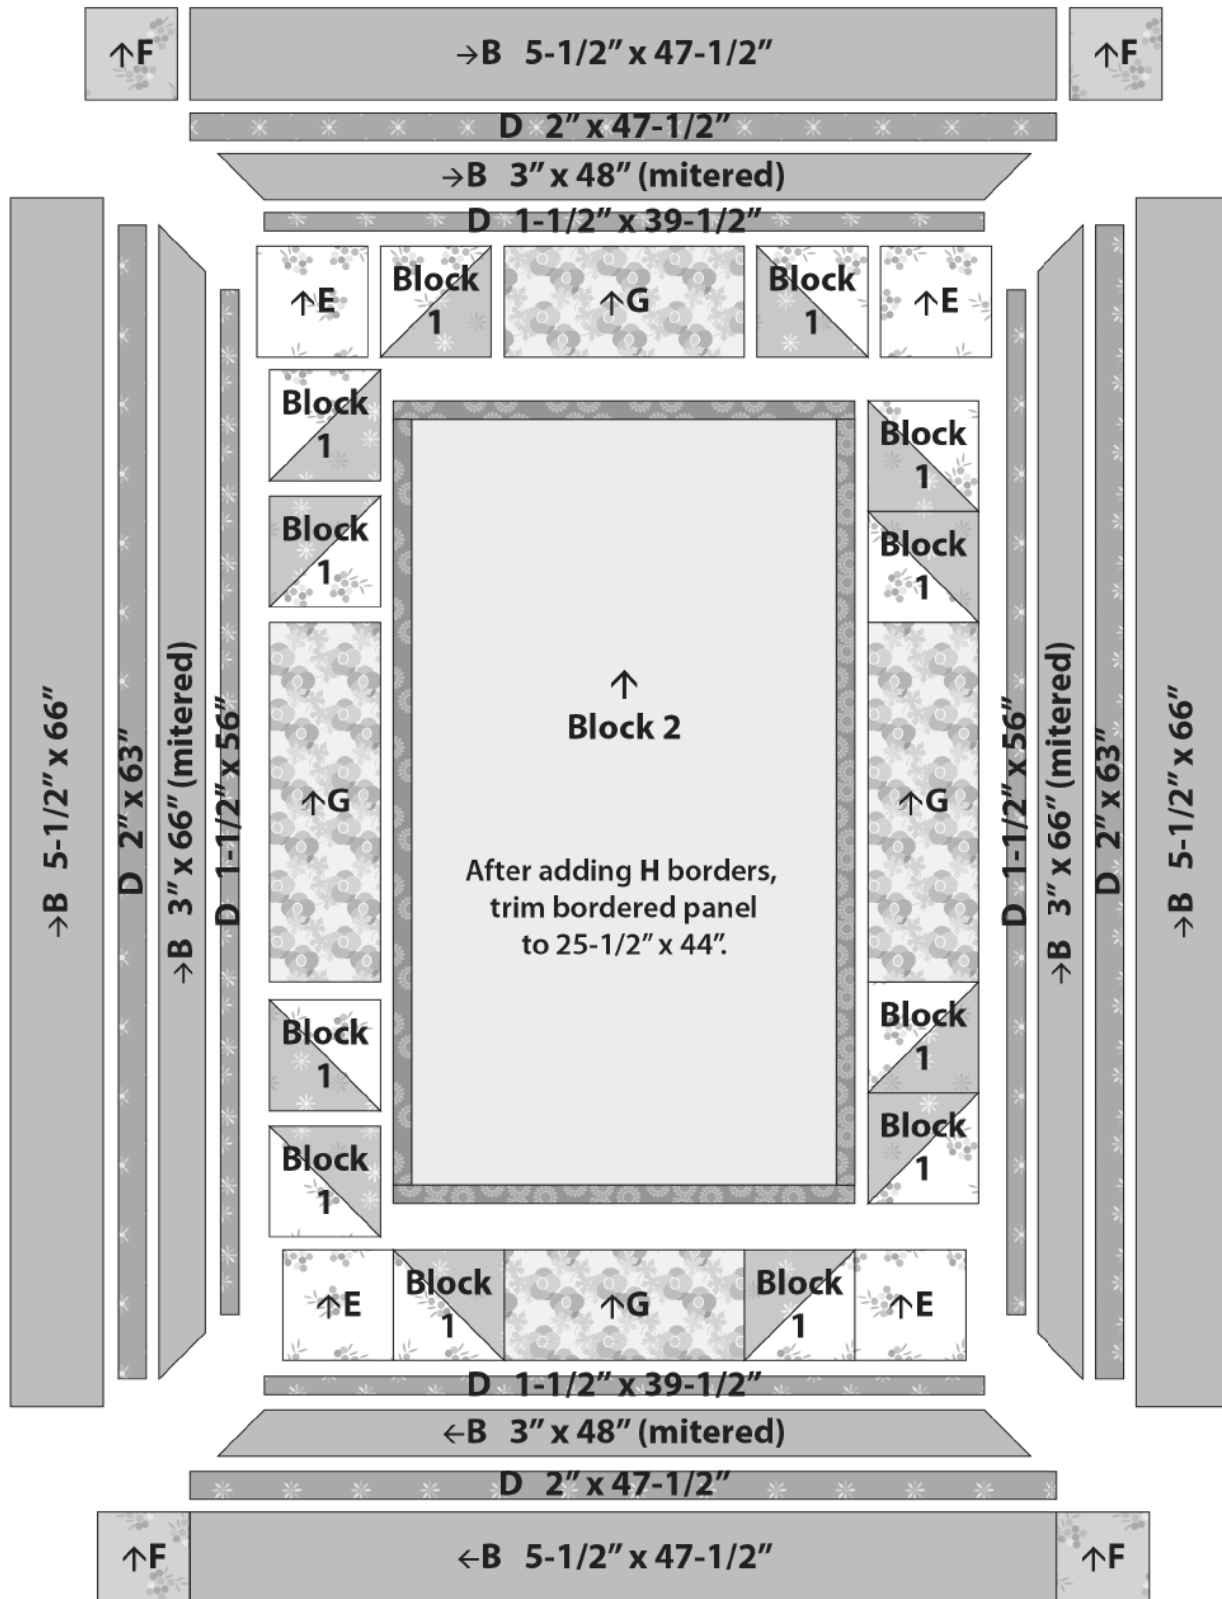 ↑F
→B 5-1/2” x 47-1/2”
↑F
D 2” x 47-1/2”
→B 3” x 48” (mitered)
D 1-1/2” x 39-1/2”
↑E
Block
1
↑G
Block
1
↑E
Block
1
Block
1
Block
1
Block
1
→B 5-1/2” x 66”
D 2” x 63”
→B 3” x 66” (mitered)
D 1-1/2” x 56”
↑G
↑
Block 2
After adding H borders,
trim bordered panel
to 25-1/2” x 44”.
↑G
D 1-1/2” x 56”
→B 3” x 66” (mitered)
D 2” x 63”
→B 5-1/2” x 66”
Block
1
Block
1
Block
1
Block
1
↑E
Block
1
↑G
Block
1
↑E
D 1-1/2” x 39-1/2”
←B 3” x 48” (mitered)
D 2” x 47-1/2”
↑F
←B 5-1/2” x 47-1/2”
↑F